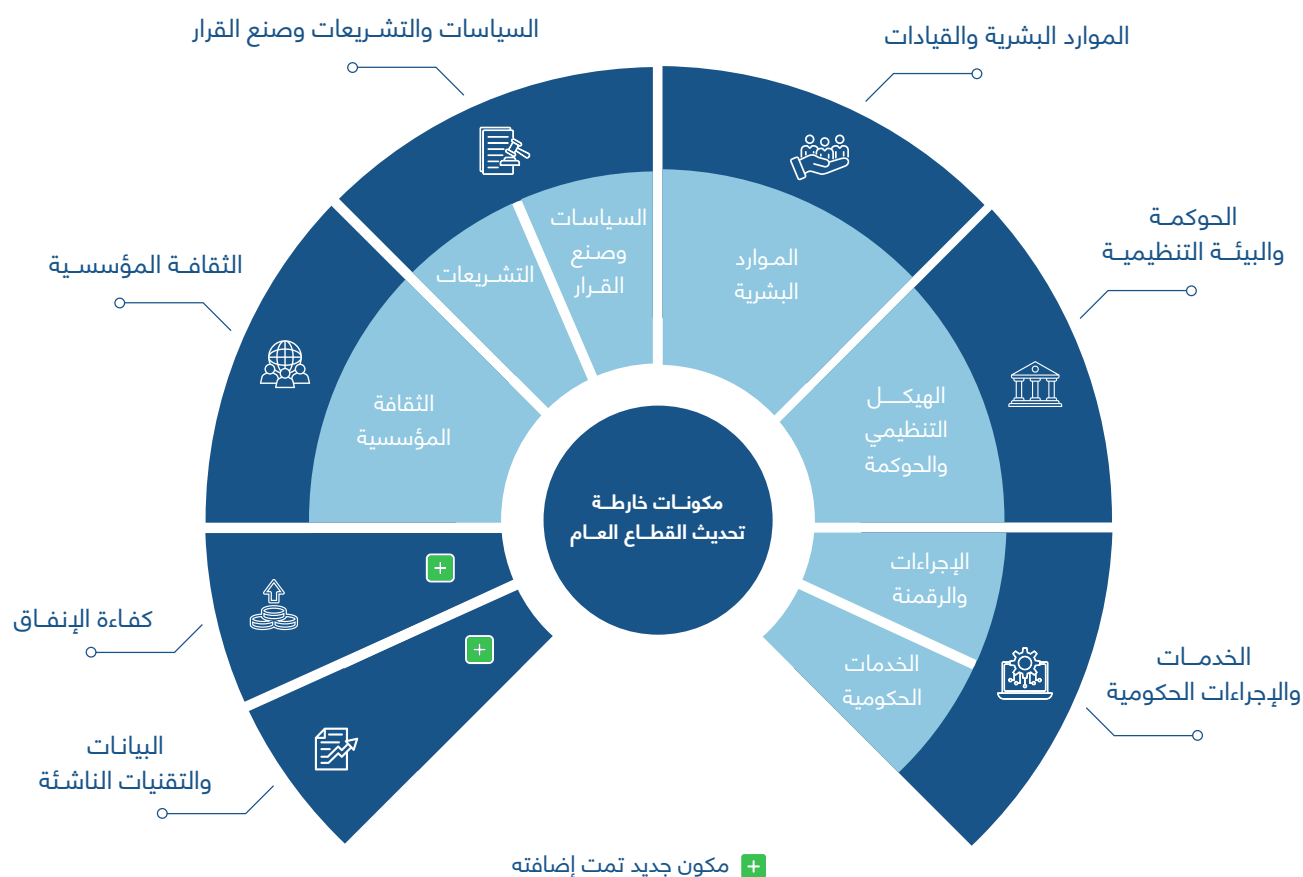 السياسات والتشريعات وصنع القرار
الموارد البشرية والقيادات
الحوكمة
والبيئة التنظيمية
الثقافة المؤسسية
السياسات
وصنع
القرار
التشريعات
الموارد
البشرية
الهيكل
التنظيمي
والحوكمة
الثقافة
المؤسسية
مكونات خارطة
تحديث القطاع العام
الإجراءات
والرقمنة
الخدمات
الحكومية
كفاءة الإنفاق
الخدمات
والإجراءات الحكومية
البيانات
والتقنيات الناشئة
مكون جديد تمت إضافته